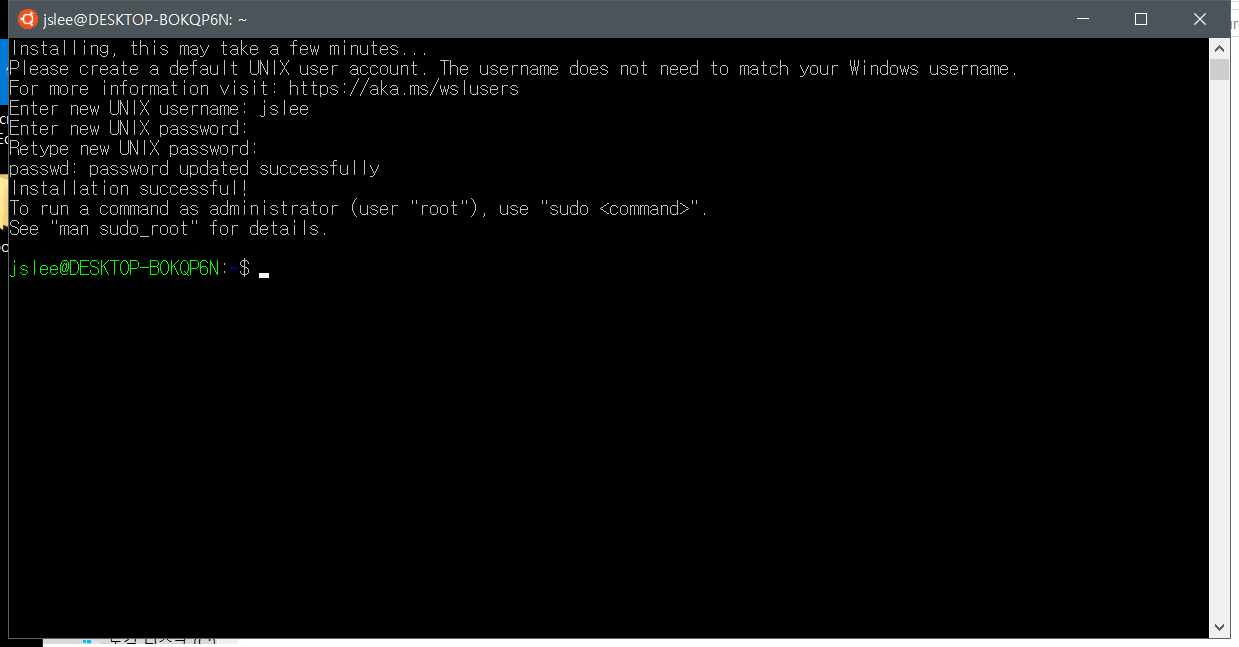 jslee@DESKTOP-BOKQP6N: ~
Installing, this may take a few minutes...
Please create a default UNIX user account. The username does not need to match your Windows username.
For more information visit: https://aka.ms/wslusers
Enter new UNIX username: jslee
Enter new UNIX password:
Retype new UNIX password:
passwd: password updated successfully
Installation successful!
To run a command as administrator (user "root"), use "sudo <command>".
See "man sudo_root" for details.
jslee@DESKTOP-BOKQP6N:~$